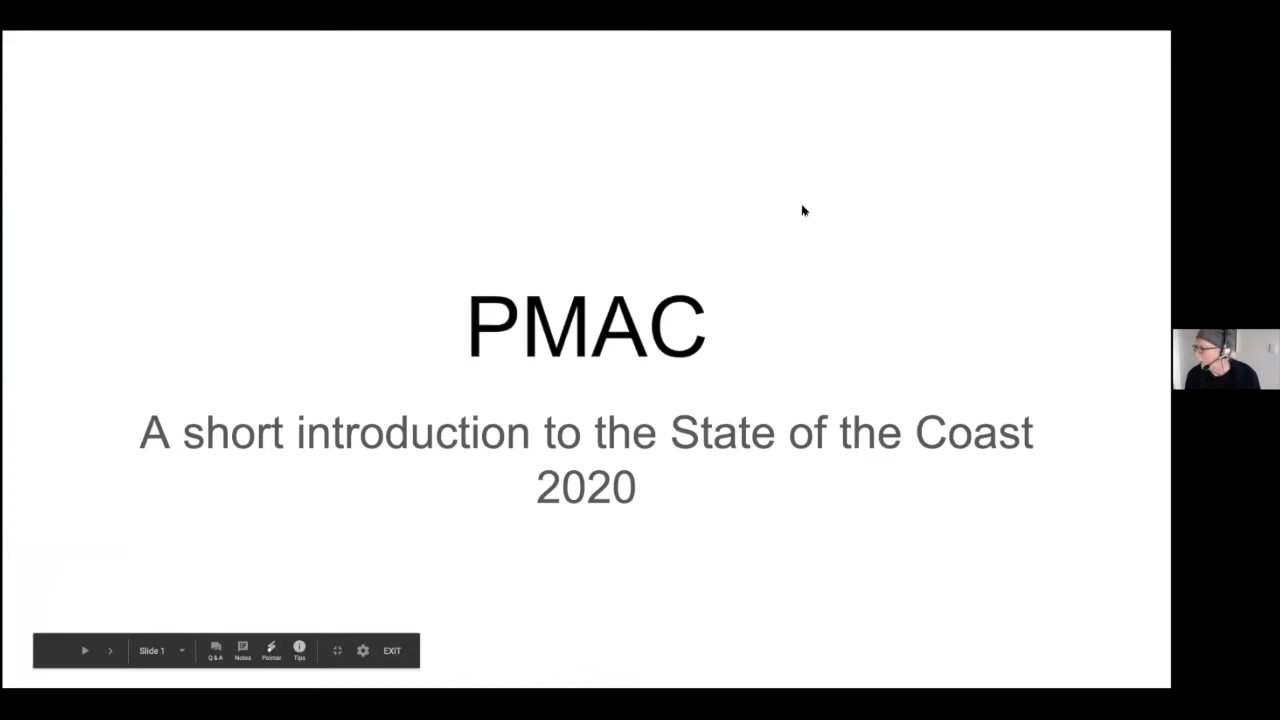 PMAC
A short introduction to the State of the Coast
2020
Slide 1
Q & A
Notes
Pointer
Tips
EXIT